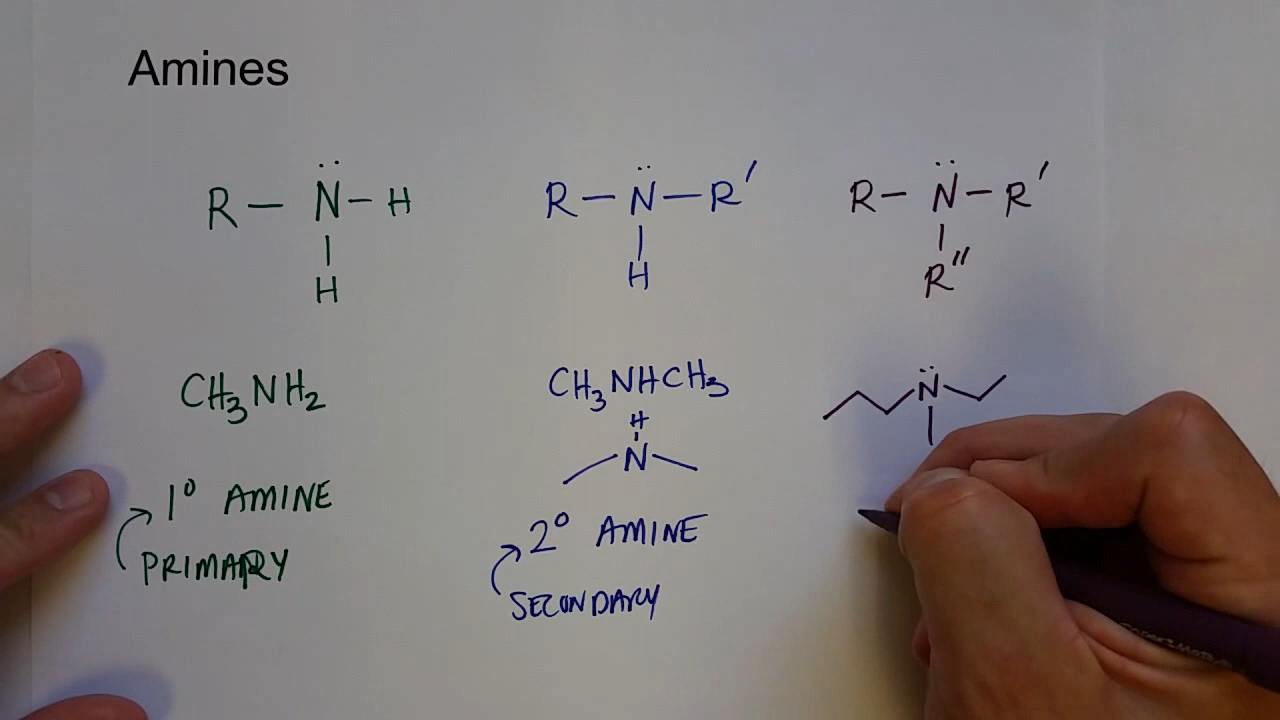 Amines
R – N̈ – H
H
R – N̈ – R′
H
R – N̈ – R″
R′
CH₃NH₂
CH₃NHCH₃
H
N
N̈
1° AMINE
PRIMARY
2° AMINE
SECONDARY